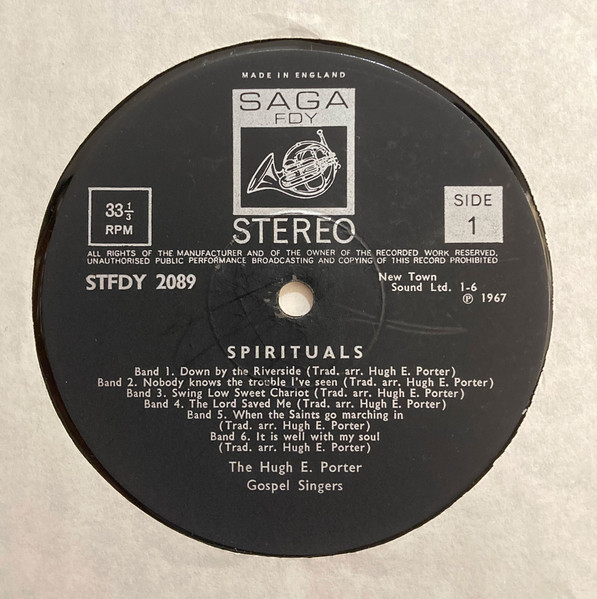 MADE IN ENGLAND
SAGA
FDY
33⅓
RPM
SIDE
1
STEREO
ALL RIGHTS OF THE MANUFACTURER AND OF THE OWNER OF THE RECORDED WORK RESERVED.
UNAUTHORISED PUBLIC PERFORMANCE BROADCASTING AND COPYING OF THIS RECORD PROHIBITED
STFDY 2089
New Town
Sound Ltd. 1-6
℗ 1967
SPIRITUALS
Band 1. Down by the Riverside (Trad. arr. Hugh E. Porter)
Band 2. Nobody knows the trouble I've seen (Trad. arr. Hugh E. Porter)
Band 3. Swing Low Sweet Chariot (Trad. arr. Hugh E. Porter)
Band 4. The Lord Saved Me (Trad. arr. Hugh E. Porter)
Band 5. When the Saints go marching in
(Trad. arr. Hugh E. Porter)
Band 6. It is well with my soul
(Trad. arr. Hugh E. Porter)
The Hugh E. Porter
Gospel Singers